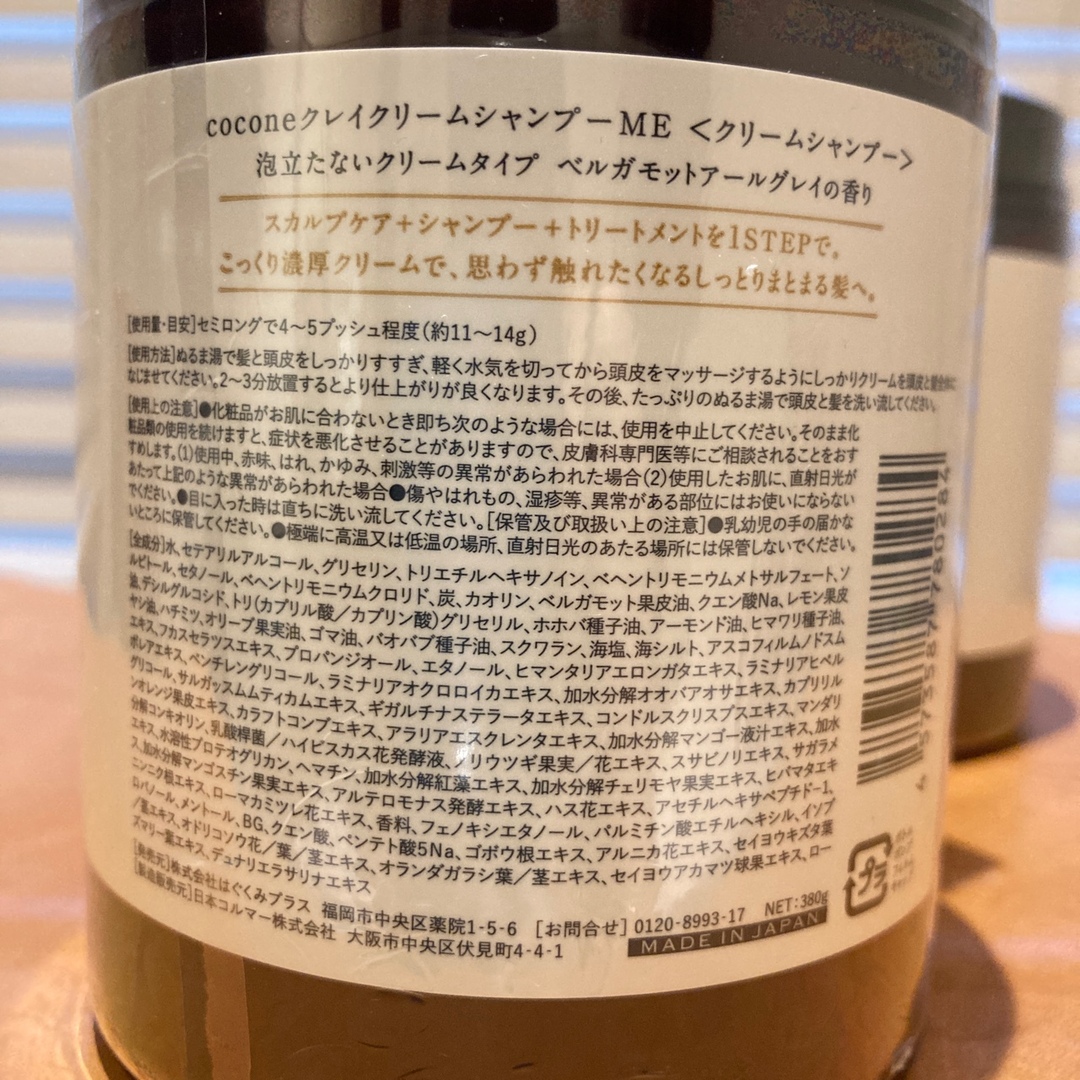 coconeクレイクリームシャンプーME <クリームシャンプー>
泡立たないクリームタイプ ベルガモットアールグレイの香り
スカルプケア+シャンプー+トリートメントを1STEPで。
こっくり濃厚クリームで、思わず触れたくなるしっとりまとまる髪へ。
[使用量・目安]セミロングで4〜5プッシュ程度(約11〜14g)
[使用方法]ぬるま湯で髪と頭皮をしっかりすすぎ、軽く水気を切ってから頭皮をマッサージするようにしっかりクリームを頭皮と髪全体に
なじませてください。2〜3分放置するとより仕上がりが良くなります。その後、たっぷりのぬるま湯で頭皮と髪を洗い流してください。
[使用上の注意]●化粧品がお肌に合わないとき即ち次のような場合には、使用を中止してください。そのまま化
粧品類の使用を続けますと、症状を悪化させることがありますので、皮膚科専門医等にご相談されることをおす
すめします。(1)使用中、赤味、はれ、かゆみ、刺激等の異常があらわれた場合(2)使用したお肌に、直射日光が
あたって上記のような異常があらわれた場合●傷やはれもの、湿疹等、異常がある部位にはお使いにならない
でください。●目に入った時は直ちに洗い流してください。[保管及び取扱い上の注意]●乳幼児の手の届かな
いところに保管してください。●極端に高温又は低温の場所、直射日光のあたる場所には保管しないでください。
[全成分]水、セテアリルアルコール、グリセリン、トリエチルヘキサノイン、ベヘントリモニウムメトサルフェート、ソ
ルビトール、セタノール、ベヘントリモニウムクロリド、炭、カオリン、ベルガモット果皮油、クエン酸Na、レモン果皮
油、デシルグルコシド、トリ(カプリル酸/カプリン酸)グリセリル、ホホバ種子油、アーモンド油、ヒマワリ種子油、
ヤシ油、ハチミツ、オリーブ果実油、ゴマ油、バオバブ種子油、スクワラン、海塩、海シルト、アスコフィルムノドスム
エキス、フカスセラツスエキス、プロパンジオール、エタノール、ヒマンタリアエロンガタエキス、ラミナリアヒペル
ボレアエキス、ペンチレングリコール、ラミナリアオクロロイカエキス、加水分解オオバアオサエキス、カプリリル
グリコール、サルガッスムムティカムエキス、ギガルチナステラータエキス、コンドルスクリスプスエキス、マンダリ
ンオレンジ果皮エキス、カラフトコンブエキス、アラリアエスクレンタエキス、加水分解マンゴー液汁エキス、加水
分解コンキオリン、乳酸桿菌/ハイビスカス花発酵液、ノリウツギ果実/花エキス、スサビノリエキス、サガラメ
エキス、水溶性プロテオグリカン、ヘマチン、加水分解紅藻エキス、加水分解チェリモヤ果実エキス、ヒバマタエキ
ス、加水分解マンゴスチン果実エキス、アルテロモナス発酵エキス、ハス花エキス、アセチルヘキサペプチド-1、
ニンニク根エキス、ローマカミツレ花エキス、香料、フェノキシエタノール、パルミチン酸エチルヘキシル、イソプ
ロパノール、メントール、BG、クエン酸、ペンテト酸5Na、ゴボウ根エキス、アルニカ花エキス、セイヨウキズタ葉
/茎エキス、オドリコソウ花/葉/茎エキス、オランダガラシ葉/茎エキス、セイヨウアカマツ球果エキス、ロー
ズマリー葉エキス、デュナリエラサリナエキス
[発売元]株式会社はぐくみプラス 福岡市中央区薬院1-5-6 [お問合せ]0120-8993-17 NET:380g
[製造販売元]日本コルマー株式会社 大阪市中央区伏見町4-4-1 MADE IN JAPAN
プラ